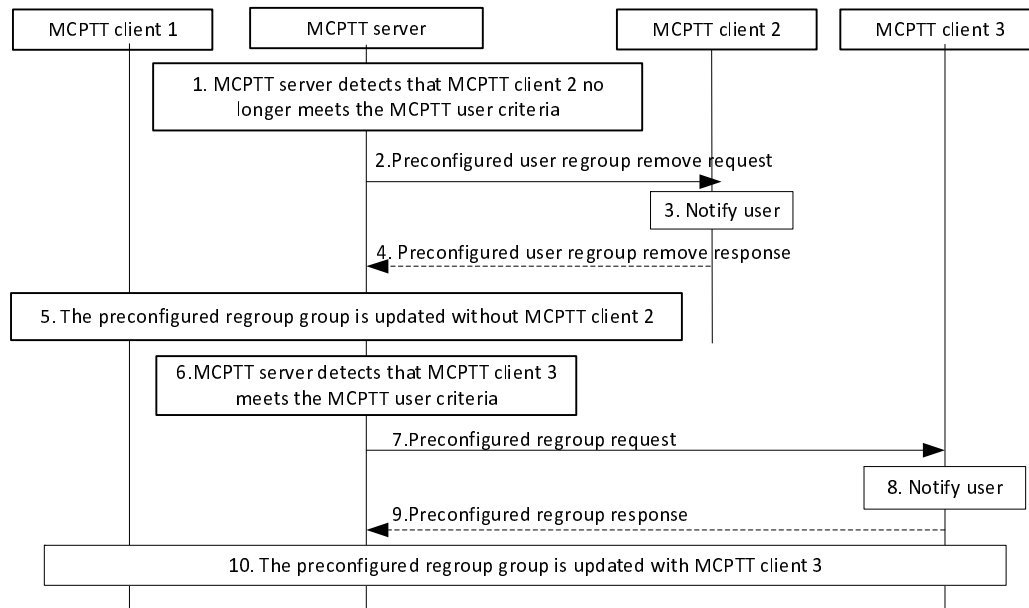 MCPTT client 1
MCPTT server
MCPTT client 2
MCPTT client 3
1. MCPTT server detects that MCPTT client 2 no
longer meets the MCPTT user criteria
2.Preconfigured user regroup remove request
3. Notify user
4. Preconfigured user regroup remove response
5. The preconfigured regroup group is updated without MCPTT client 2
6.MCPTT server detects that MCPTT client 3
meets the MCPTT user criteria
7.Preconfigured regroup request
8. Notify user
9.Preconfigured regroup response
10. The preconfigured regroup group is updated with MCPTT client 3